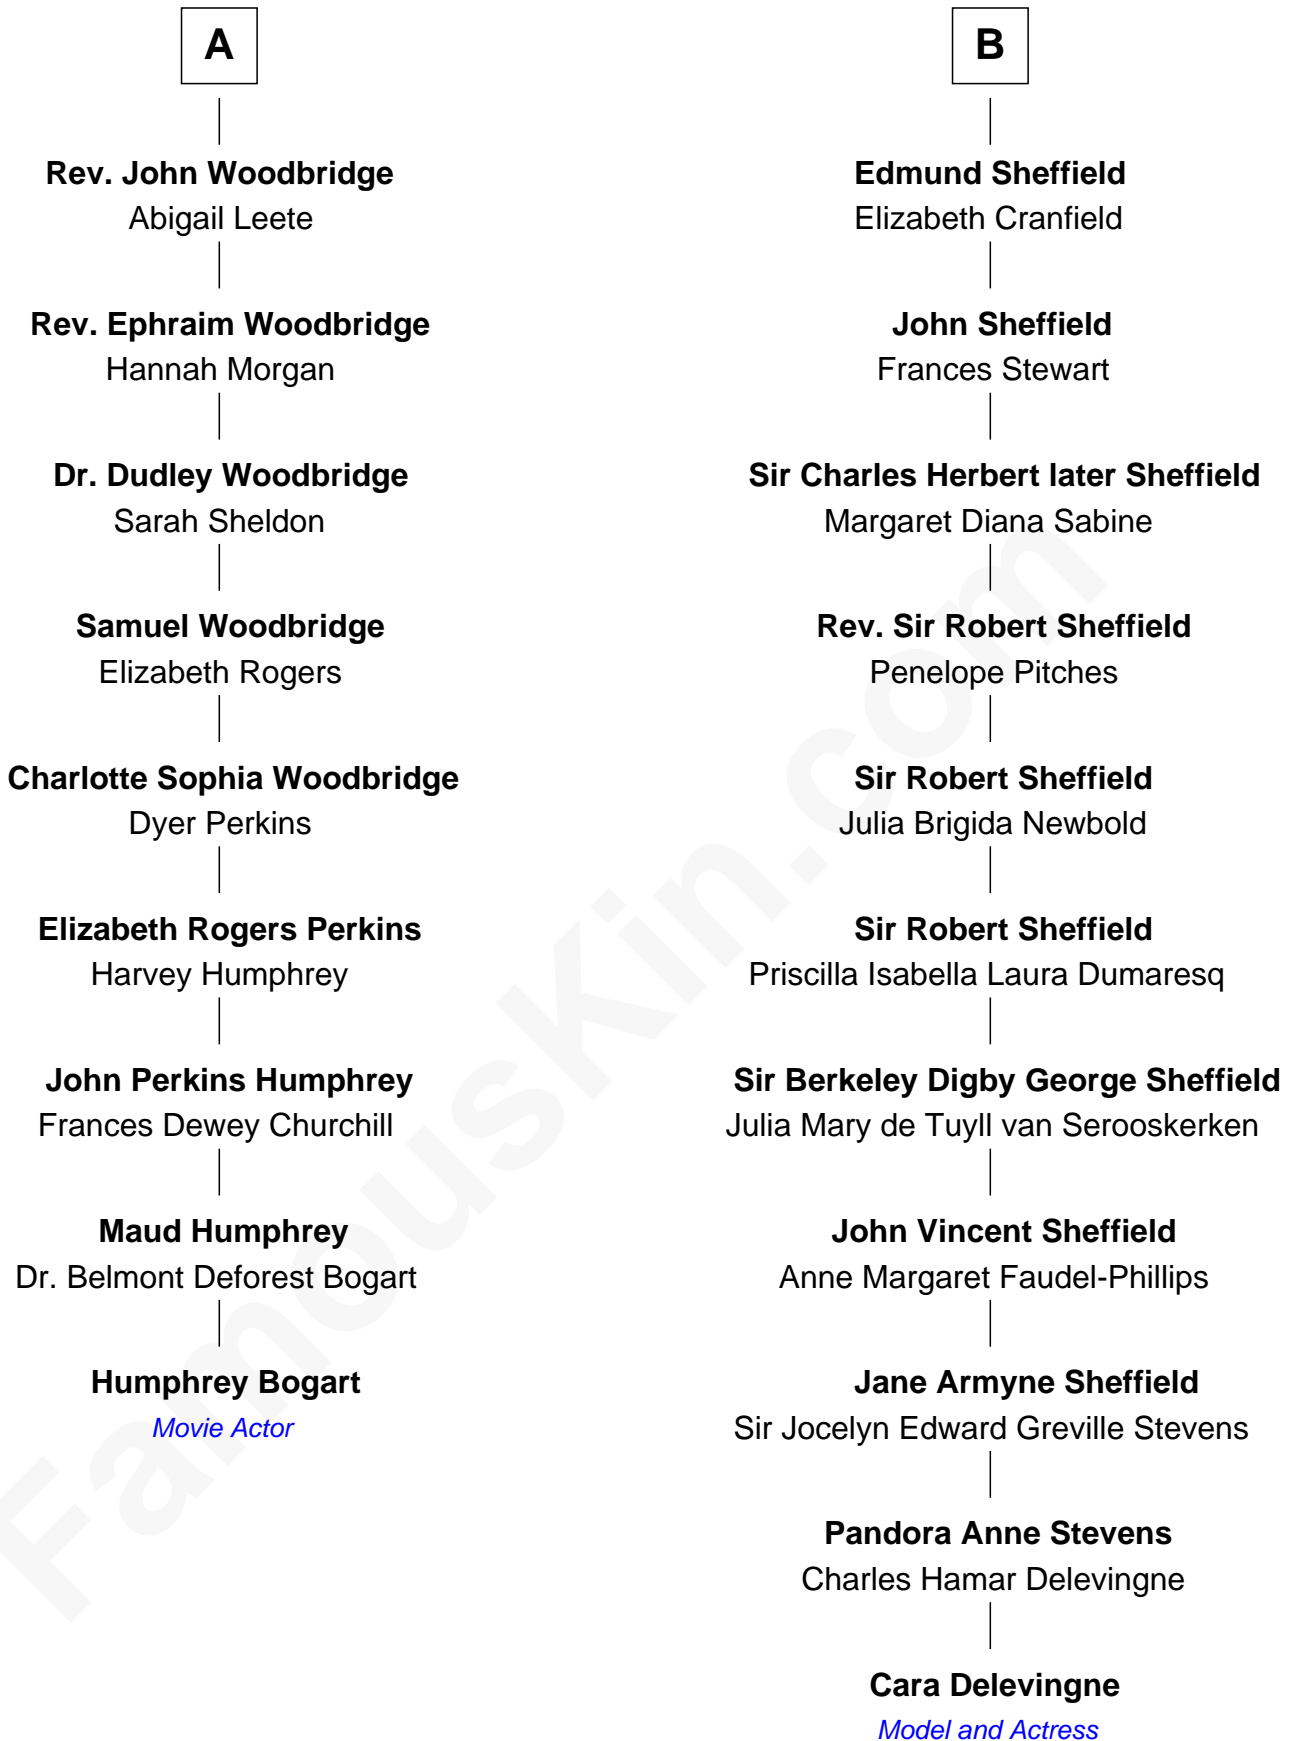 A
Rev. John Woodbridge
Abigail Leete
Rev. Ephraim Woodbridge
Hannah Morgan
Dr. Dudley Woodbridge
Sarah Sheldon
Samuel Woodbridge
Elizabeth Rogers
Charlotte Sophia Woodbridge
Dyer Perkins
Elizabeth Rogers Perkins
Harvey Humphrey
John Perkins Humphrey
Frances Dewey Churchill
Maud Humphrey
Dr. Belmont Deforest Bogart
Humphrey Bogart
Movie Actor
B
Edmund Sheffield
Elizabeth Cranfield
John Sheffield
Frances Stewart
Sir Charles Herbert later Sheffield
Margaret Diana Sabine
Rev. Sir Robert Sheffield
Penelope Pitches
Sir Robert Sheffield
Julia Brigida Newbold
Sir Robert Sheffield
Priscilla Isabella Laura Dumaresq
Sir Berkeley Digby George Sheffield
Julia Mary de Tuyll van Serooskerken
John Vincent Sheffield
Anne Margaret Faudel-Phillips
Jane Armyne Sheffield
Sir Jocelyn Edward Greville Stevens
Pandora Anne Stevens
Charles Hamar Delevingne
Cara Delevingne
Model and Actress
FamousKin.com